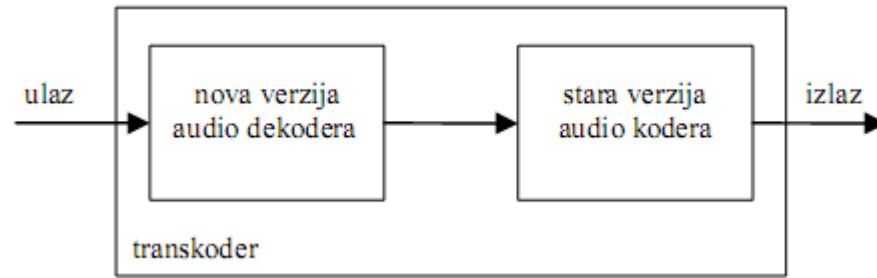 ulaz
nova verzija
audio dekodera
stara verzija
audio kodera
izlaz
transkoder